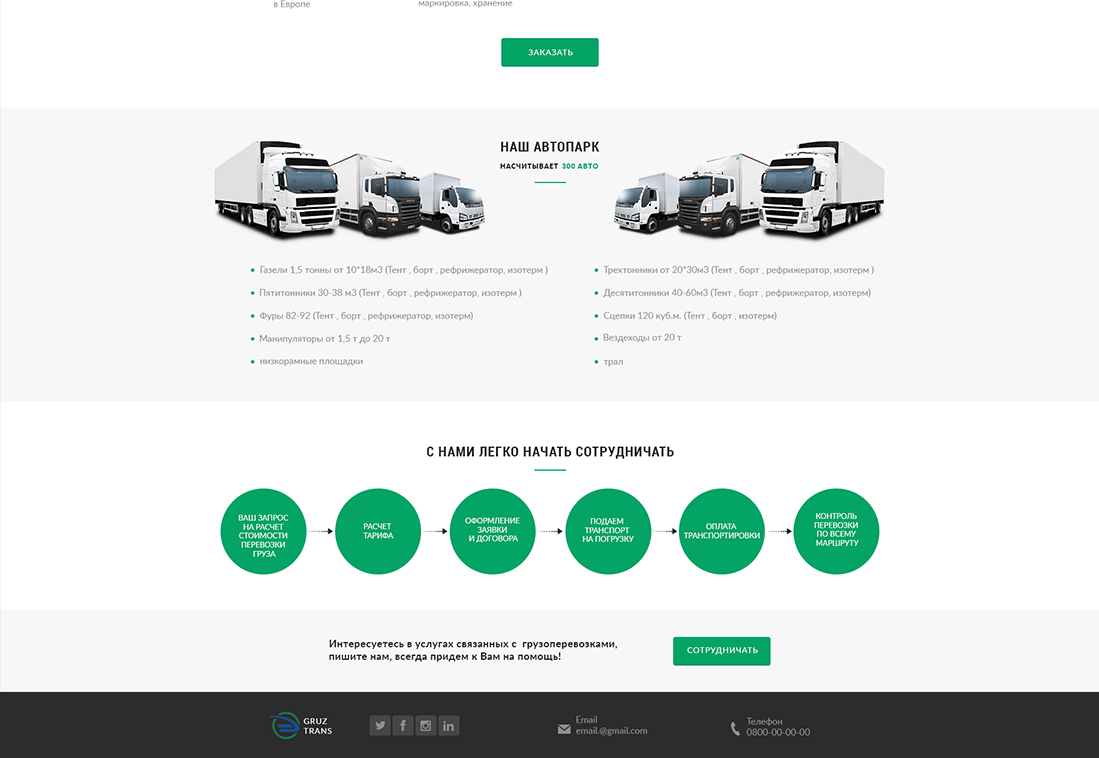 в Европе
маркировка, хранение
ЗАКАЗАТЬ
НАШ АВТОПАРК
НАСЧИТЫВАЕТ 300 АВТО
Газели 1,5 тонны от 10*18м3 (Тент , борт , рефрижератор, изотерм )
Пятитонники 30-38 м3 (Тент , борт , рефрижератор, изотерм )
Фуры 82-92 (Тент , борт , рефрижератор, изотерм)
Манипуляторы от 1,5 т до 20 т
низкорамные площадки
Трехтонники от 20*30м3 (Тент , борт , рефрижератор, изотерм )
Десятитонники 40-60м3 (Тент , борт , рефрижератор, изотерм)
Сцепки 120 куб.м. (Тент , борт , изотерм)
Вездеходы от 20 т
трал
С НАМИ ЛЕГКО НАЧАТЬ СОТРУДНИЧАТЬ
ВАШ ЗАПРОС
НА РАСЧЕТ
СТОИМОСТИ
ПЕРЕВОЗКИ
ГРУЗА
РАСЧЕТ
ТАРИФА
ОФОРМЛЕНИЕ
ЗАЯВКИ
И ДОГОВОРА
ПОДАЕМ
ТРАНСПОРТ
НА ПОГРУЗКУ
ОПЛАТА
ТРАНСПОРТИРОВКИ
КОНТРОЛЬ
ПЕРЕВОЗКИ
ПО ВСЕМУ
МАРШРУТУ
Интересуетесь в услугах связанных с грузоперевозками,
пишите нам, всегда придем к Вам на помощь!
СОТРУДНИЧАТЬ
GRUZ
TRANS
Email
email.@gmail.com
Телефон
0800-00-00-00